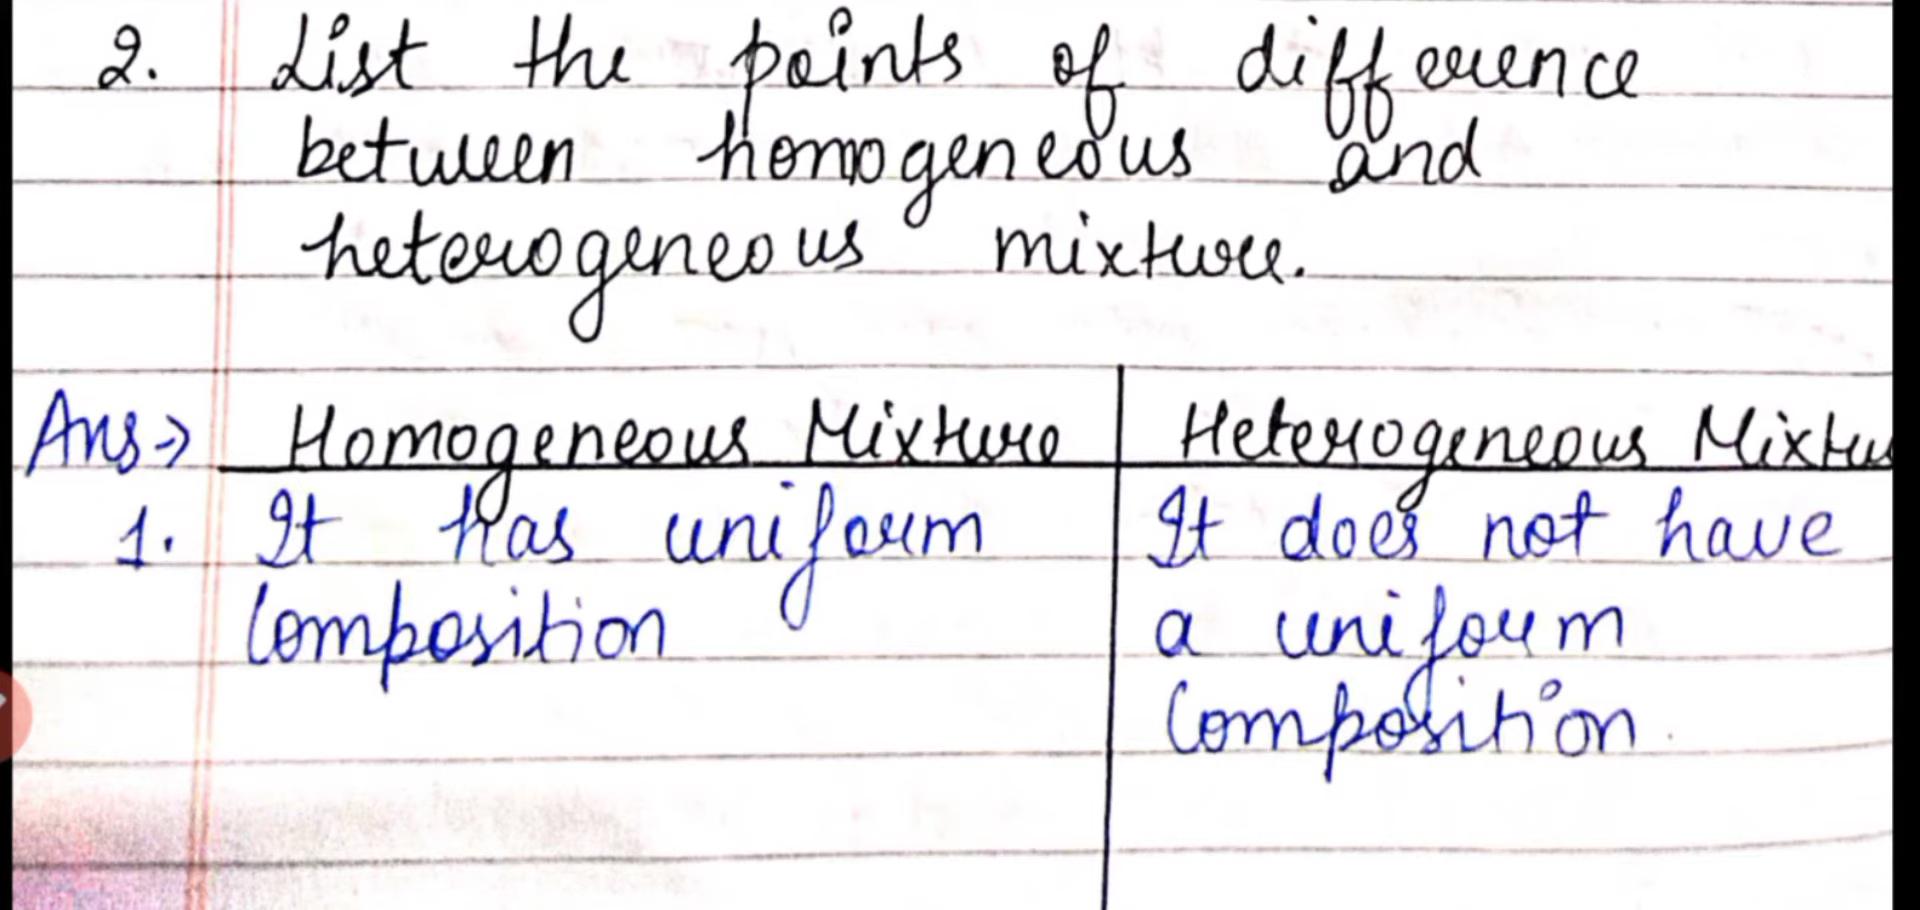 2. List the points of difference
between homogeneous and
heterogeneous mixture.
Ans-> Homogeneous Mixture Heterogeneous Mixtu
1. It has uniform It does not have
Composition a uniform
Composition